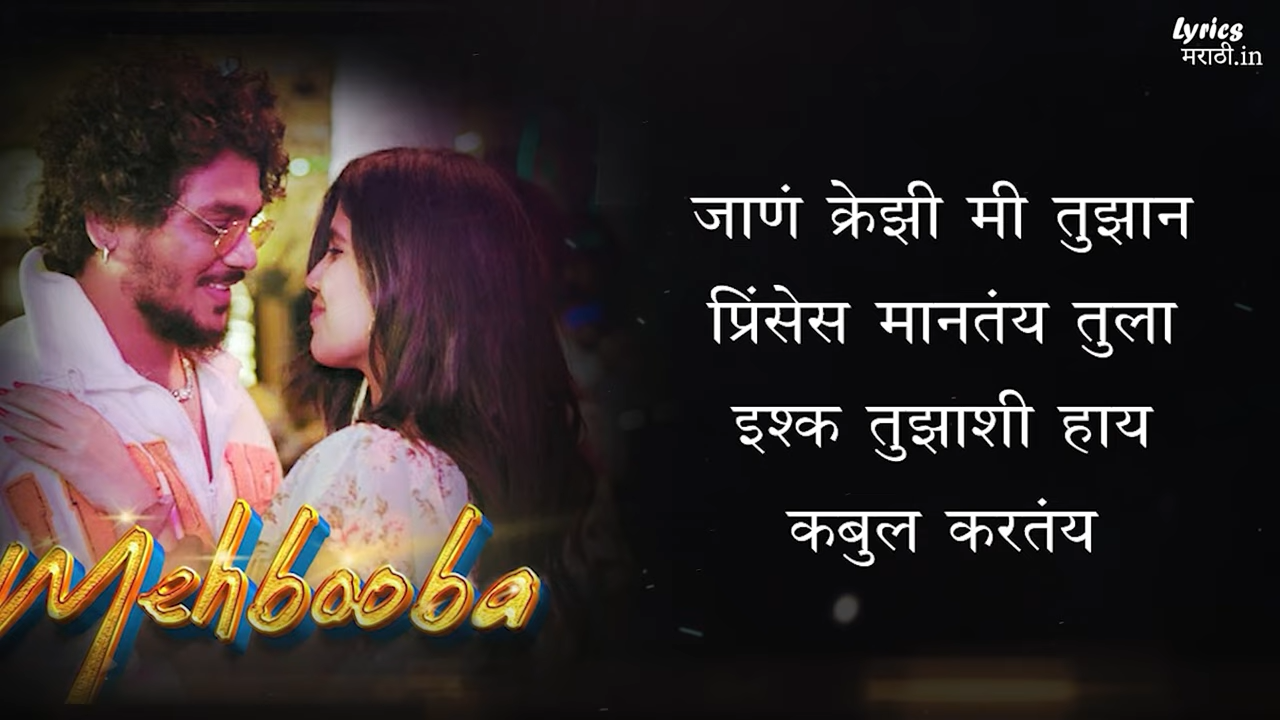 Lyrics
मराठी.in
जाणं क्रेझी मी तुझान
प्रिंसेस मानतंय तुला
इश्क तुझाशी हाय
कबुल करतंय
Mehbooba